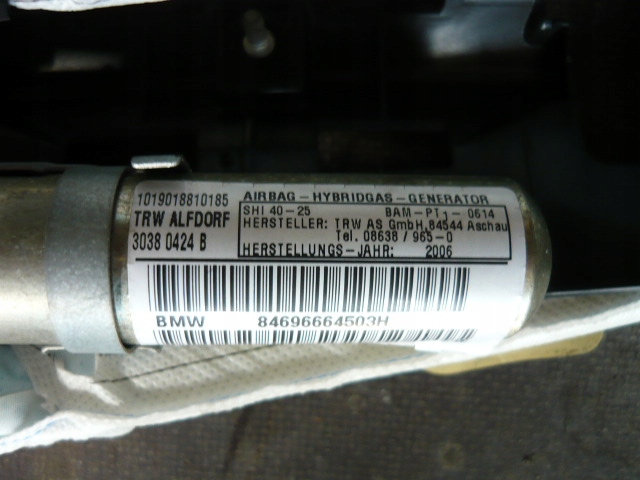 1019018810185
TRW ALFDORF
3038 0424 B
AIRBAG-HYBRIDGAS-GENERATOR
SHI 40-25 BAM-PT1-0614
HERSTELLER: TRW AS GmbH, 84544 Aschau
Tel. 08638 / 965-0
HERSTELLUNGS-JAHR: 2006
BMW 84696664503H